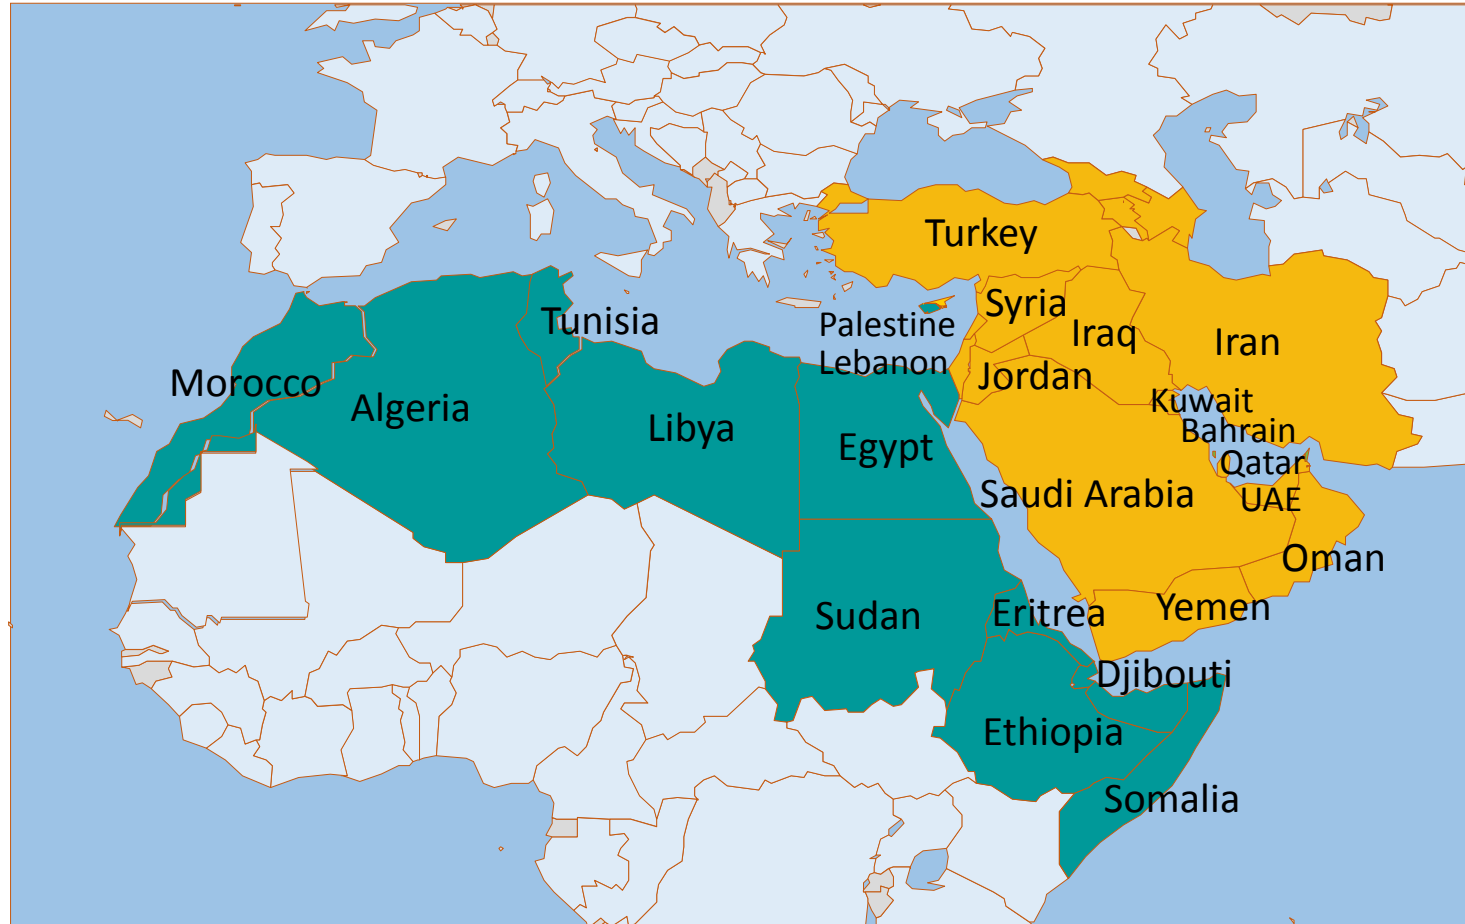 Turkey
Syria
Tunisia
Palestine
Iraq
Iran
Lebanon
Morocco
Jordan
Algeria
Kuwait
Libya
Bahrain
Egypt
Qatar
Saudi Arabia
UAE
Oman
Yemen
Eritrea
Sudan
Djibouti
Ethiopia
Somalia